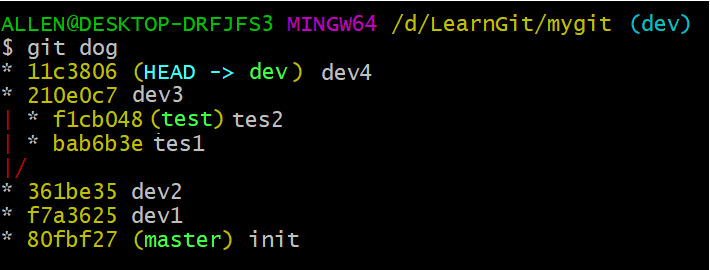 ALLEN@DESKTOP-DRFJFS3 MINGW64 /d/LearnGit/mygit (dev)
$ git dog
* 11c3806 (HEAD -> dev) dev4
* 210e0c7 dev3
| * f1cb048 (test) tes2
| * bab6b3e tes1
|/
* 361be35 dev2
* f7a3625 dev1
* 80fbf27 (master) init